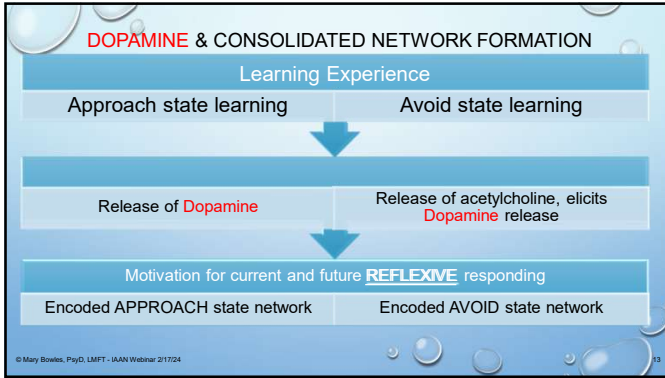 DOPAMINE & CONSOLIDATED NETWORK FORMATION
Learning Experience
Approach state learning
Avoid state learning
Release of Dopamine
Release of acetylcholine, elicits
Dopamine release
Motivation for current and future REFLEXIVE responding
Encoded APPROACH state network
Encoded AVOID state network
© Mary Bowles, PsyD, LMFT - IAAN Webinar 2/17/24
13